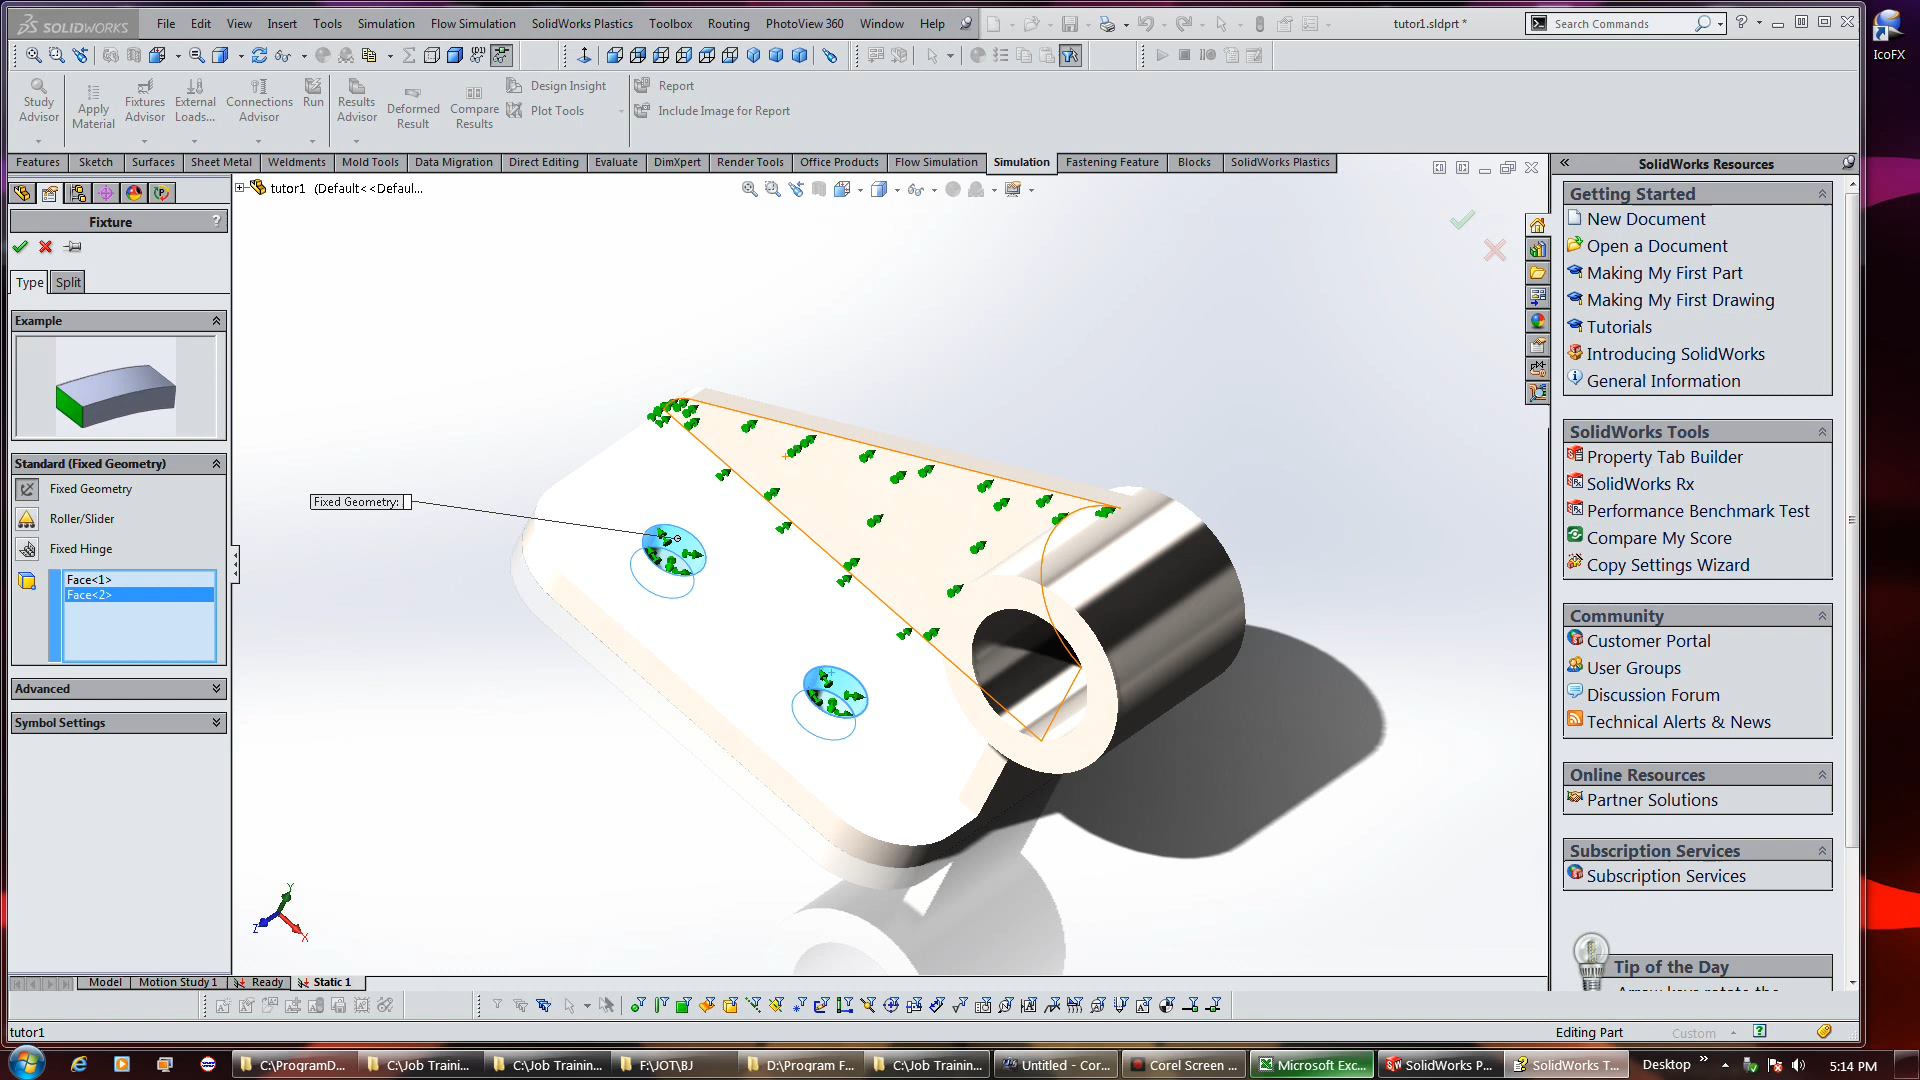 SOLIDWORKS File Edit View Insert Tools Simulation Flow Simulation SolidWorks Plastics Toolbox Routing PhotoView 360 Window Help tutor1.sldprt * Search Commands
IcoFX
Study Advisor
Apply Material
Fixtures Advisor
External Loads...
Connections Advisor
Run
Results Advisor
Deformed Result
Compare Results
Design Insight
Plot Tools
Report
Include Image for Report
Features Sketch Surfaces Sheet Metal Weldments Mold Tools Data Migration Direct Editing Evaluate DimXpert Render Tools Office Products Flow Simulation Simulation Fastening Feature Blocks SolidWorks Plastics
tutor1 (Default<<Defaul...
Fixture ?
Type Split
Example
Standard (Fixed Geometry)
Fixed Geometry
Roller/Slider
Fixed Hinge
Face<1>
Face<2>
Advanced
Symbol Settings
Fixed Geometry:
Y
Z
X
SolidWorks Resources
Getting Started
New Document
Open a Document
Making My First Part
Making My First Drawing
Tutorials
Introducing SolidWorks
General Information
SolidWorks Tools
Property Tab Builder
SolidWorks Rx
Performance Benchmark Test
Compare My Score
Copy Settings Wizard
Community
Customer Portal
User Groups
Discussion Forum
Technical Alerts & News
Online Resources
Partner Solutions
Subscription Services
Subscription Services
Tip of the Day
Model Motion Study 1 Ready Static 1
tutor1 Editing Part Custom
C:\ProgramD... C:\Job Traini... C:\Job Trainin... F:\JOT\BJ D:\Program F... C:\Job Trainin... Untitled - Cor... Corel Screen ... Microsoft Exc... SolidWorks P... SolidWorks T... Desktop 5:14 PM